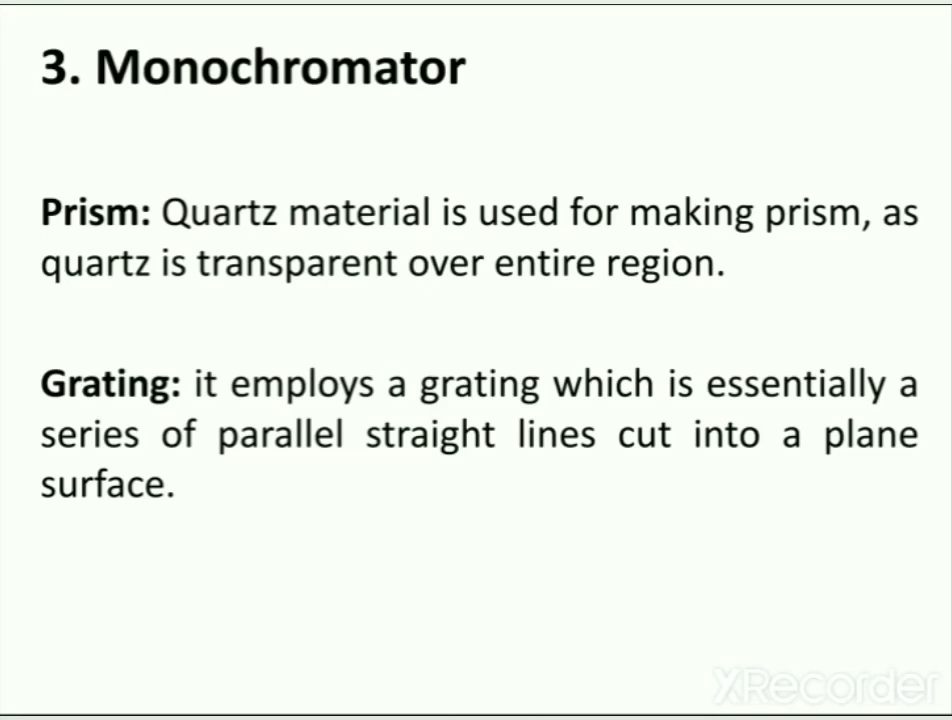 3. Monochromator
Prism: Quartz material is used for making prism, as
quartz is transparent over entire region.
Grating: it employs a grating which is essentially a
series of parallel straight lines cut into a plane
surface.
XRecorder